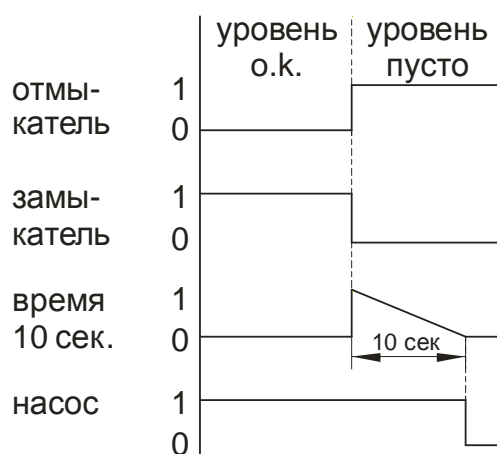 уровень уровень
o.k. пусто
отмы-
катель
1
0
замы-
катель
1
0
время
10 сек.
1
0
10 сек
насос
1
0